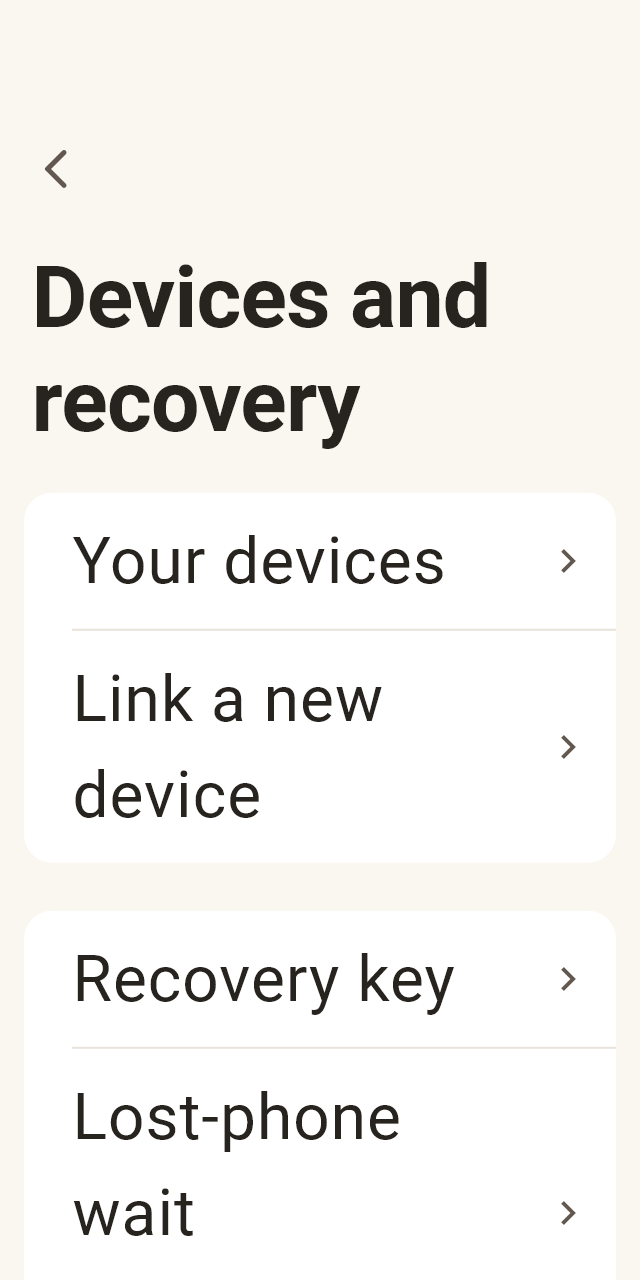 Devices and
recovery
Your devices
Link a new
device
Recovery key
Lost-phone
wait